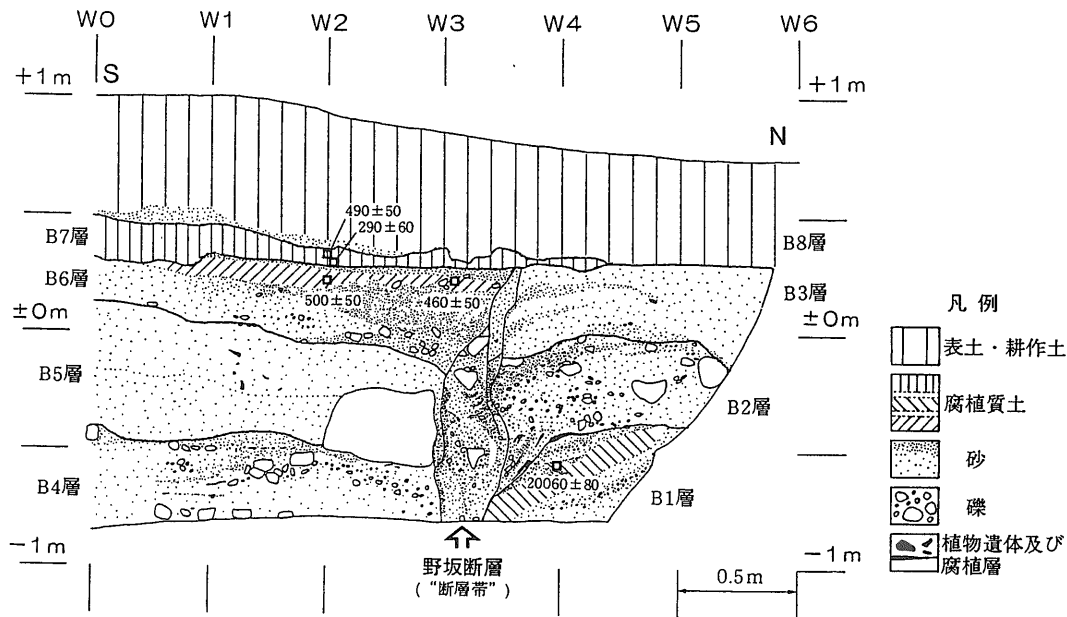 W0 W1 W2 W3 W4 W5 W6
+1m S +1m
N
490±50
290±60
B7層 B8層
B6層 B3層
500±50 460±50
±0m ±0m
凡例
表土・耕作土
B5層
腐植質土
B2層
砂
B4層 20060±80 B1層
礫
-1m -1m
植物遺体及び
腐植層
野坂断層
("断層帯")
0.5m